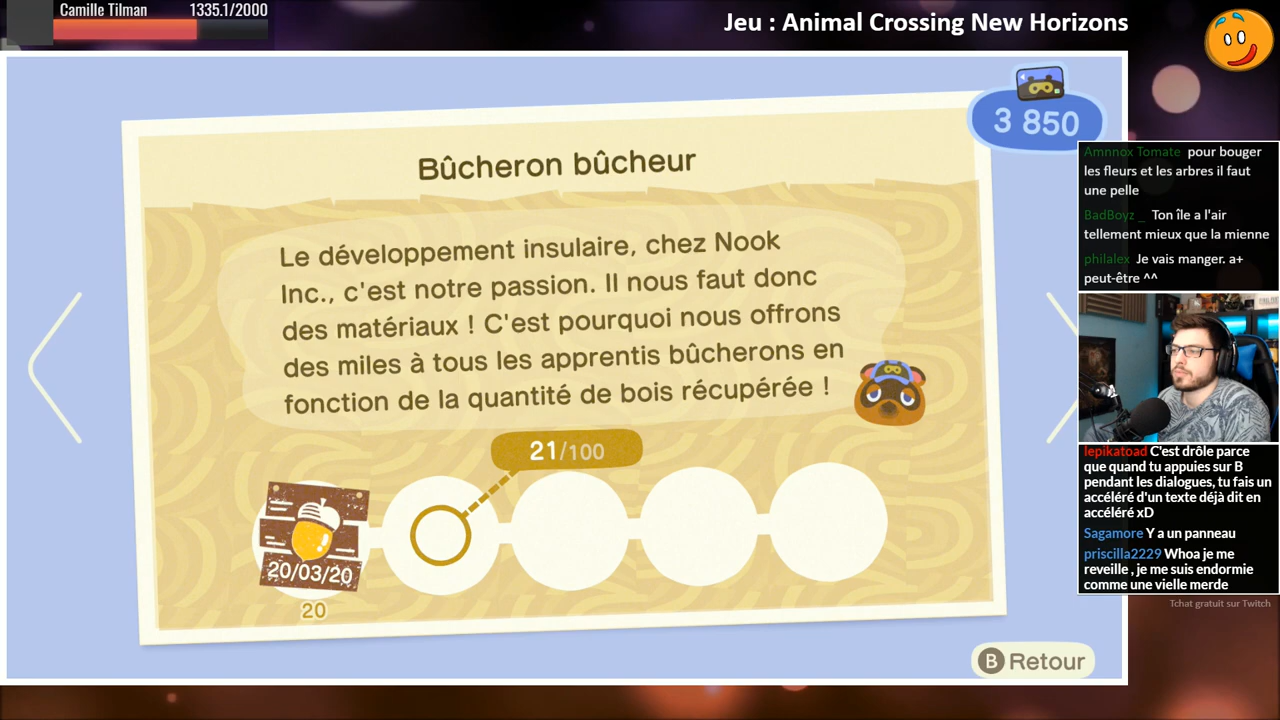 Camille Tilman 1335.1/2000
Jeu : Animal Crossing New Horizons
3 850
Bûcheron bûcheur
Le développement insulaire, chez Nook
Inc., c'est notre passion. Il nous faut donc
des matériaux ! C'est pourquoi nous offrons
des miles à tous les apprentis bûcherons en
fonction de la quantité de bois récupérée !
21/100
20/03/20
20
B Retour
Amnnox Tomate pour bouger
les fleurs et les arbres il faut
une pelle
BadBoyz _ Ton île a l'air
tellement mieux que la mienne
philalex Je vais manger. a+
peut-être ^^
lepikatoad C'est drôle parce
que quand tu appuies sur B
pendant les dialogues, tu fais un
accéléré d'un texte déjà dit en
accéléré xD
Sagamore Y a un panneau
priscilla2229 Whoa je me
reveille , je me suis endormie
comme une vielle merde
Tchat gratuit sur Twitch